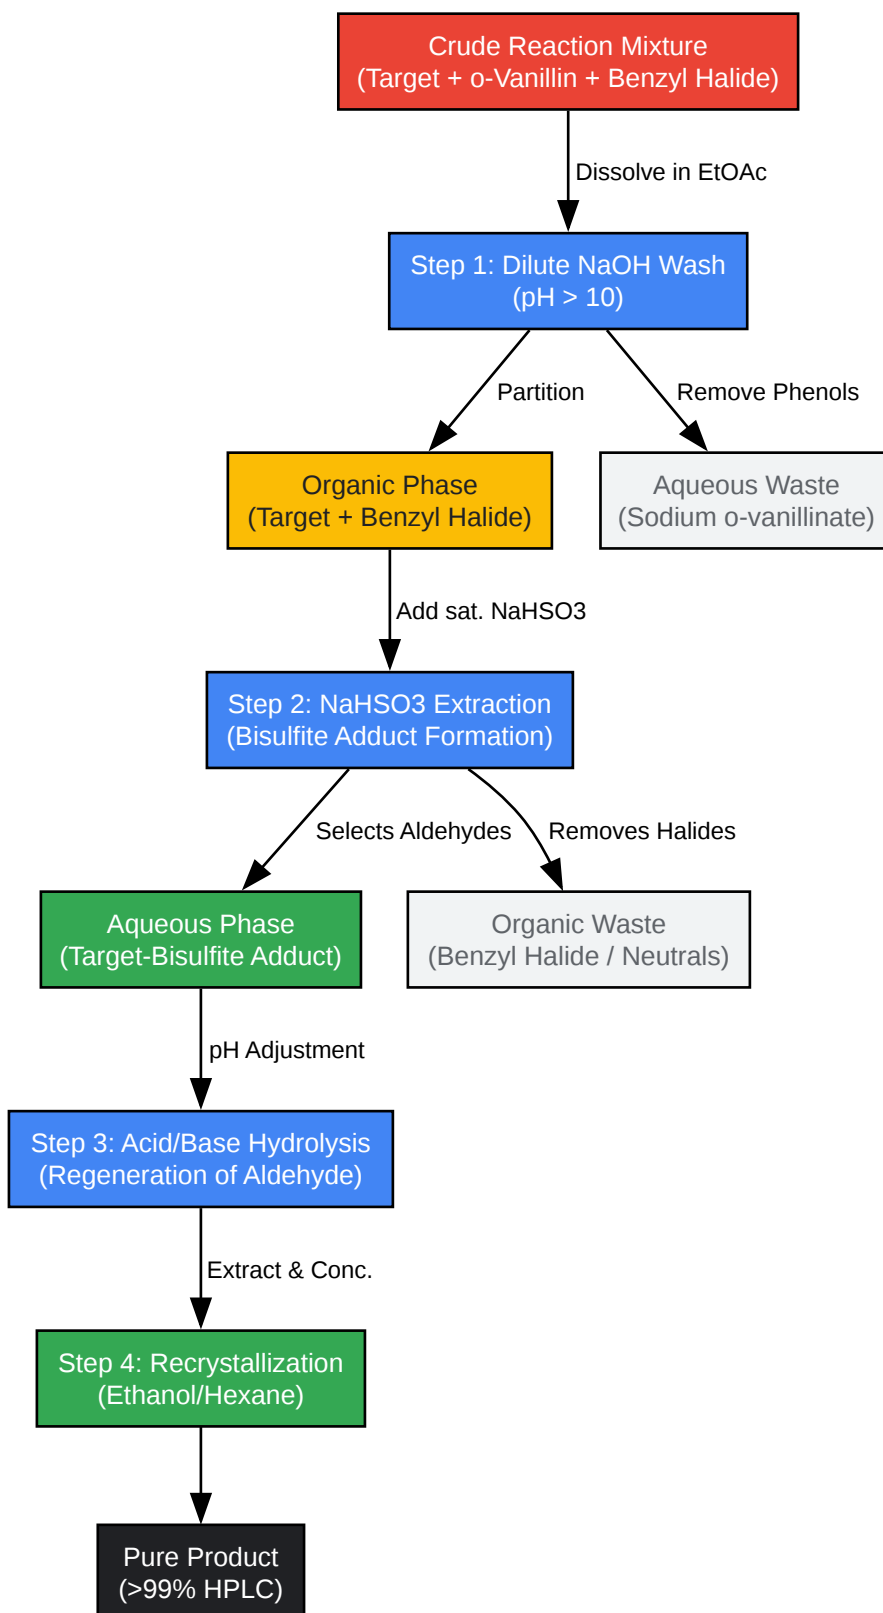 Crude Reaction Mixture
(Target + o-Vanillin + Benzyl Halide)
Dissolve in EtOAc
Step 1: Dilute NaOH Wash
(pH > 10)
Partition
Remove Phenols
Organic Phase
(Target + Benzyl Halide)
Aqueous Waste
(Sodium o-vanillinate)
Add sat. NaHSO3
Step 2: NaHSO3 Extraction
(Bisulfite Adduct Formation)
Selects Aldehydes
Removes Halides
Aqueous Phase
(Target-Bisulfite Adduct)
Organic Waste
(Benzyl Halide / Neutrals)
pH Adjustment
Step 3: Acid/Base Hydrolysis
(Regeneration of Aldehyde)
Extract & Conc.
Step 4: Recrystallization
(Ethanol/Hexane)
Pure Product
(>99% HPLC)